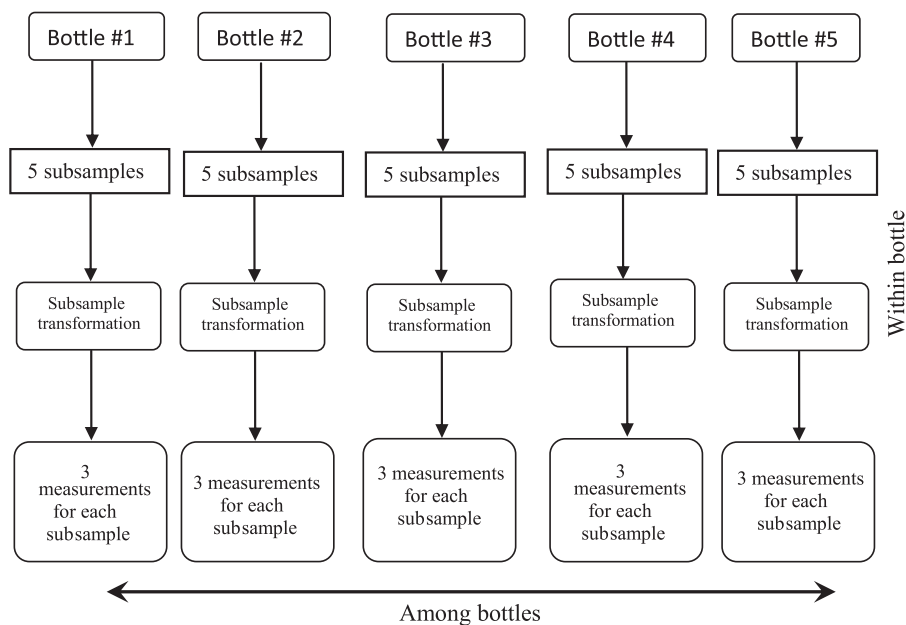 Bottle #1
Bottle #2
Bottle #3
Bottle #4
Bottle #5
5 subsamples
5 subsamples
5 subsamples
5 subsamples
5 subsamples
Subsample
transformation
Subsample
transformation
Subsample
transformation
Subsample
transformation
Subsample
transformation
3
measurements
for each
subsample
3 measurements
for each
subsample
3 measurements
for each
subsample
3
measurements
for each
subsample
3 measurements
for each
subsample
Within bottle
Among bottles